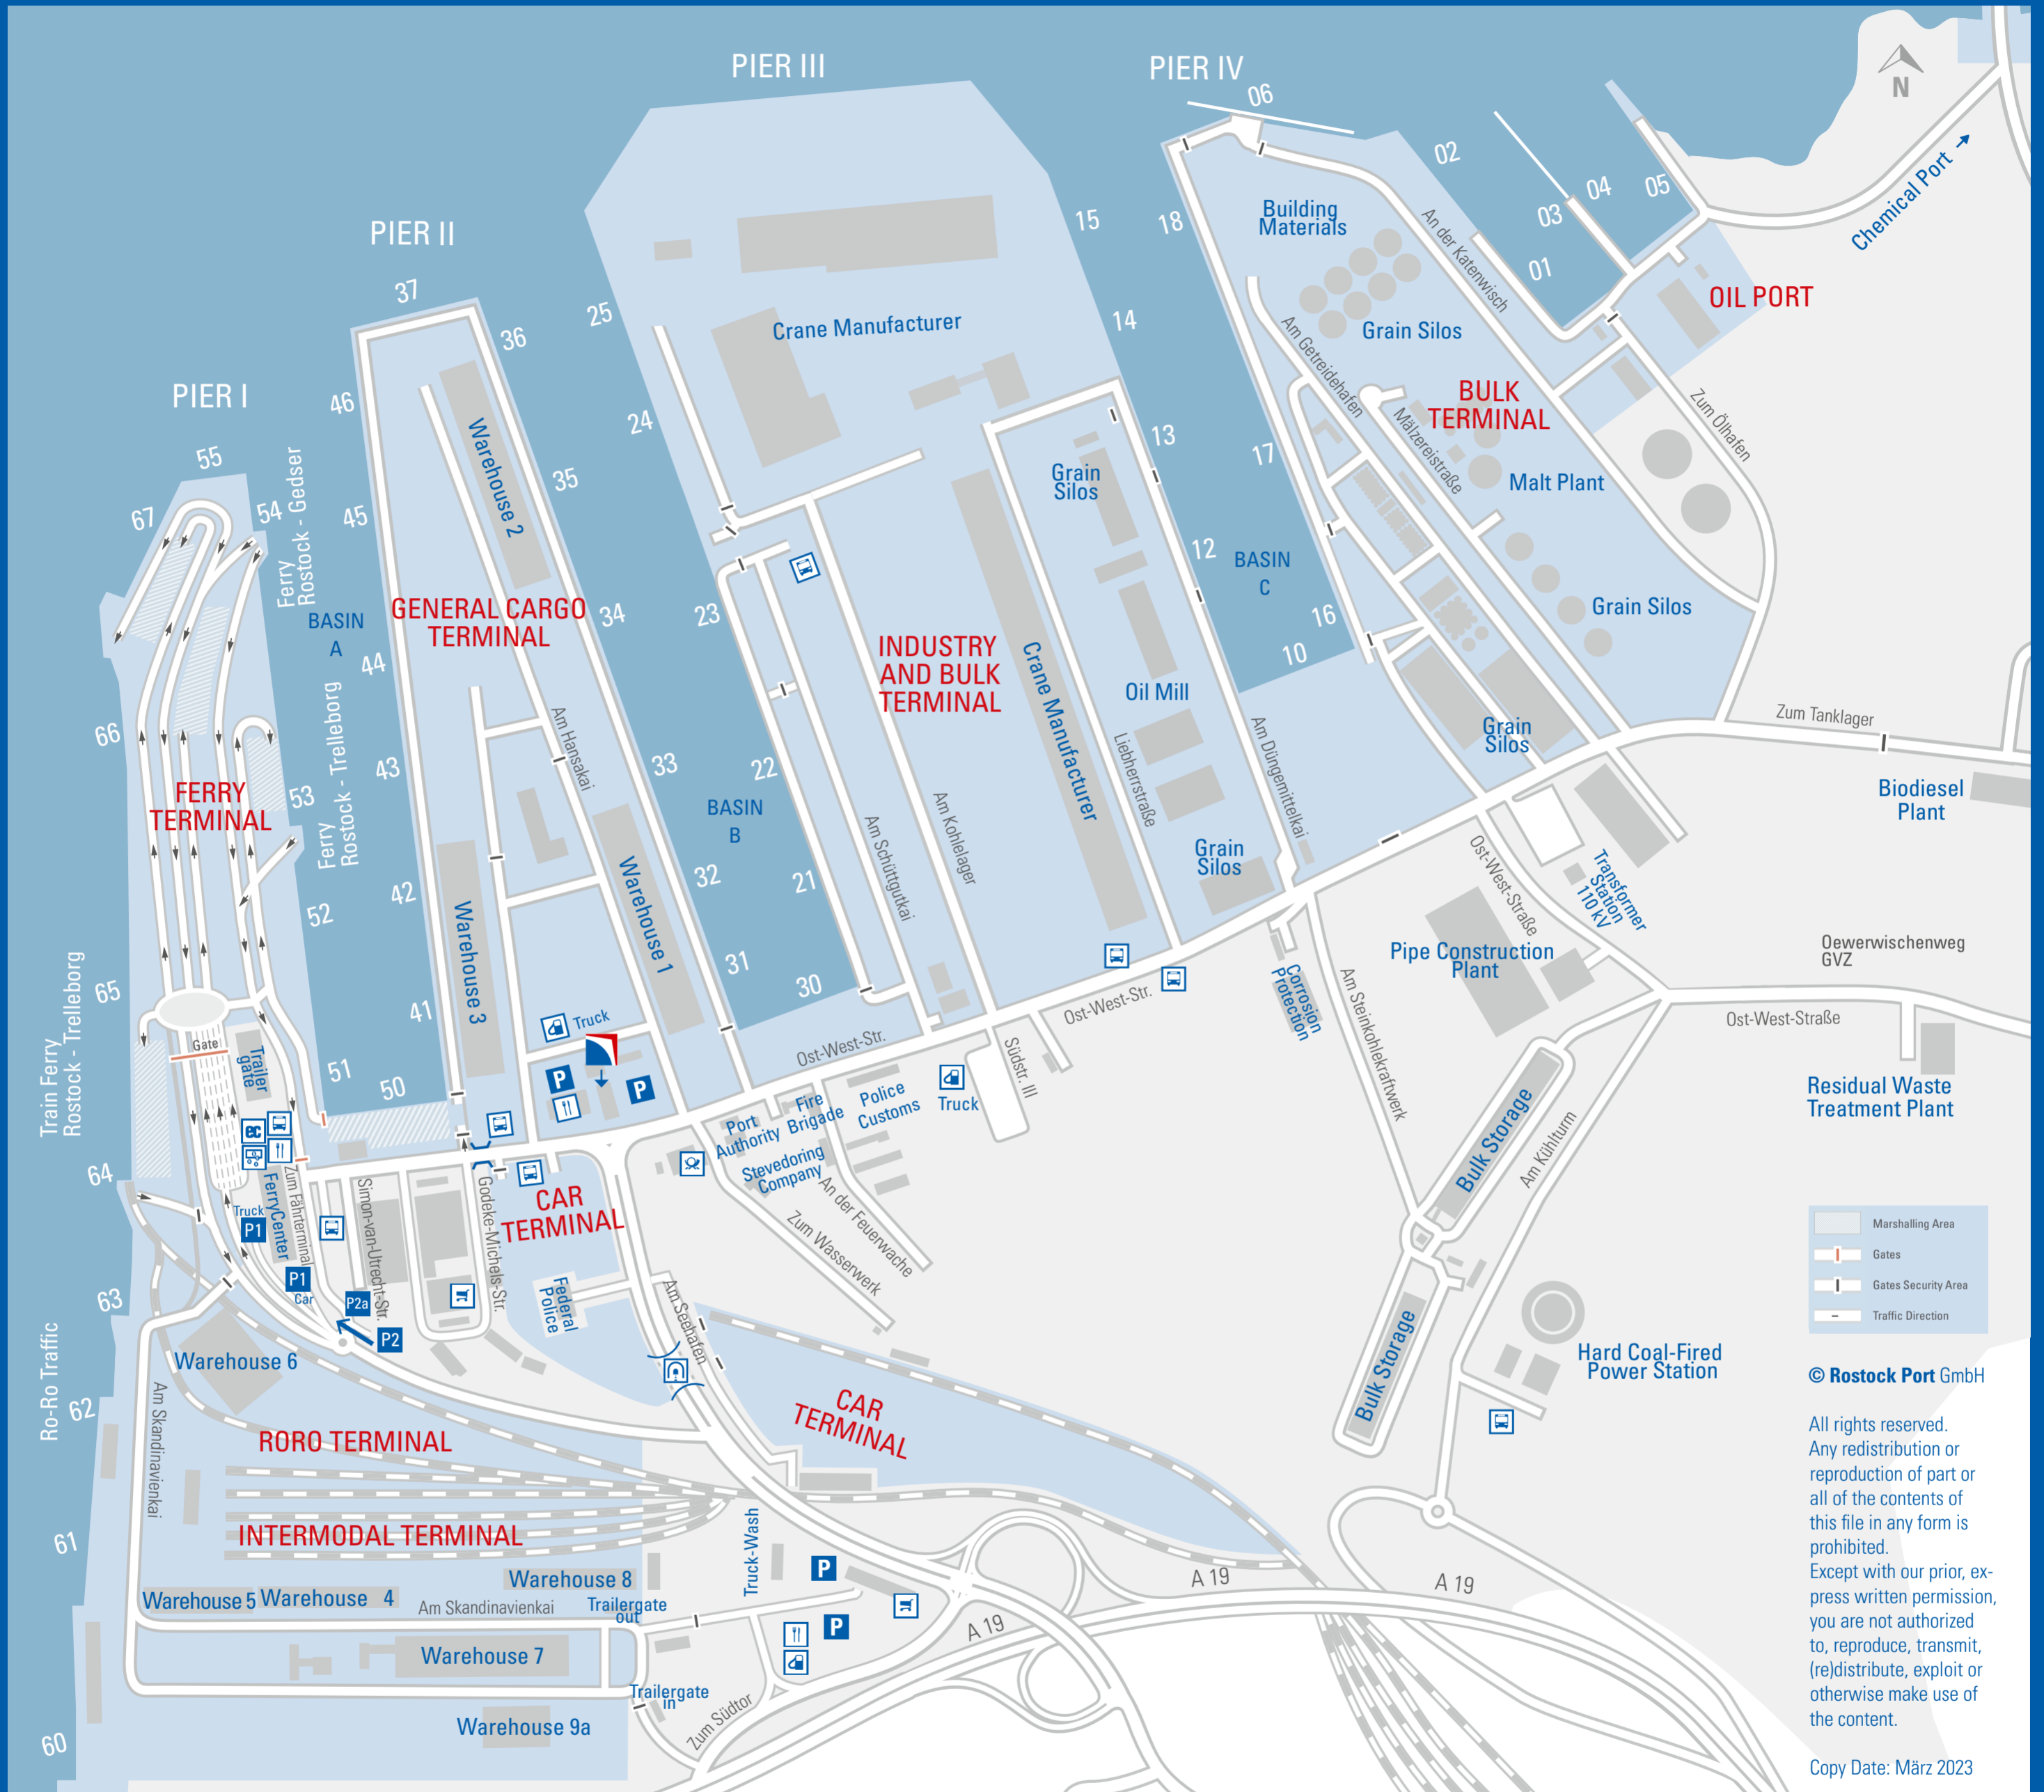 PIER III
PIER IV
06
N
02
04
05
03
01
Chemical Port
Building
Materials
An der Katenwisch
15
18
PIER II
37
36
25
14
Crane Manufacturer
Grain Silos
OIL PORT
Am Getreidehafen
BULK
TERMINAL
Mälzereistraße
Zum Ölhafen
Malt Plant
PIER I
46
24
13
17
55
67
54
45
35
Warehouse 2
Ferry
Rostock - Gedser
Grain
Silos
12
BASIN
C
16
10
BASIN
A
GENERAL CARGO
TERMINAL
34
23
44
INDUSTRY
AND BULK
TERMINAL
Crane Manufacturer
Oil Mill
Grain Silos
Grain
Silos
Zum Tanklager
Biodiesel
Plant
66
Ferry
Rostock - Trelleborg
43
Am Hansakai
33
22
BASIN
B
Liebherrstraße
Am Düngemittelkai
FERRY
TERMINAL
53
52
42
Warehouse 3
Warehouse 1
32
21
Am Schüttgutkai
Am Kohlelager
Grain
Silos
Ost-West-Straße
Transformer
Station
110 kV
Pipe Construction
Plant
Oewerwischenweg
GVZ
Train Ferry
Rostock - Trelleborg
65
41
31
30
Ost-West-Str.
Ost-West-Str.
Corrosion
Protection
Am Steinkohlekraftwerk
Ost-West-Straße
Gate
Trailer
gate
51
50
Truck
P
P
Südstr. III
Residual Waste
Treatment Plant
Port
Authority
Fire
Brigade
Police
Customs
Truck
Stevedoring
Company
Bulk Storage
Am Kühlturm
64
ec
Truck
P1
FerryCenter
Zum Fährterminal
Simon-van-Utrecht-Str.
Godeke-Michels-Str.
CAR
TERMINAL
Zum Wasserwerk
An der Feuerwache
Marshalling Area
Gates
Gates Security Area
Traffic Direction
63
P1
Car
P2a
P2
Federal
Police
Am Seehafen
Bulk Storage
Hard Coal-Fired
Power Station
Ro-Ro Traffic
Warehouse 6
62
Am Skandinavienkai
RORO TERMINAL
CAR
TERMINAL
© Rostock Port GmbH
All rights reserved.
Any redistribution or
reproduction of part or
all of the contents of
this file in any form is
prohibited.
Except with our prior, ex-
press written permission,
you are not authorized
to, reproduce, transmit,
(re)distribute, exploit or
otherwise make use of
the content.
Copy Date: März 2023
61
INTERMODAL TERMINAL
Truck-Wash
P
A 19
A 19
A 19
Warehouse 5
Warehouse 4
Warehouse 8
Am Skandinavienkai
Trailergate
out
P
Warehouse 7
Trailergate
in
Zum Südtor
Warehouse 9a
60